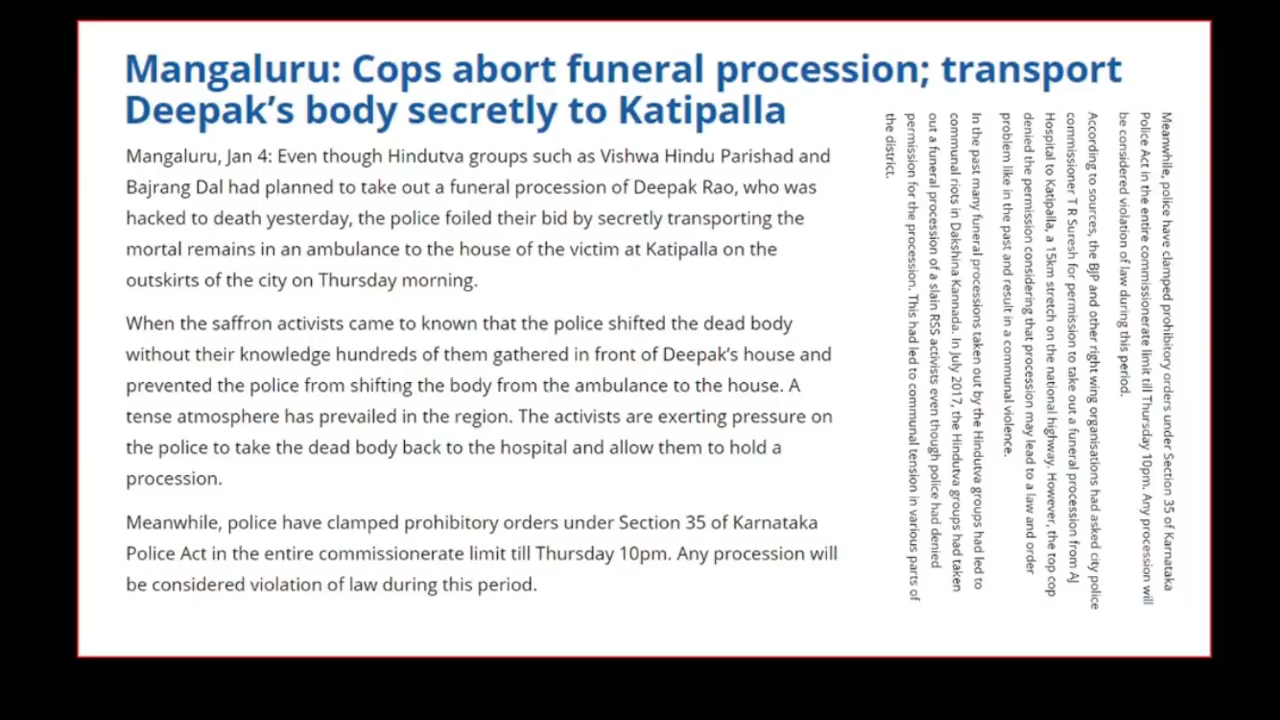 Mangaluru: Cops abort funeral procession; transport
Deepak’s body secretly to Katipalla
Mangaluru, Jan 4: Even though Hindutva groups such as Vishwa Hindu Parishad and
Bajrang Dal had planned to take out a funeral procession of Deepak Rao, who was
hacked to death yesterday, the police foiled their bid by secretly transporting the
mortal remains in an ambulance to the house of the victim at Katipalla on the
outskirts of the city on Thursday morning.
When the saffron activists came to known that the police shifted the dead body
without their knowledge hundreds of them gathered in front of Deepak’s house and
prevented the police from shifting the body from the ambulance to the house. A
tense atmosphere has prevailed in the region. The activists are exerting pressure on
the police to take the dead body back to the hospital and allow them to hold a
procession.
Meanwhile, police have clamped prohibitory orders under Section 35 of Karnataka
Police Act in the entire commissionerate limit till Thursday 10pm. Any procession will
be considered violation of law during this period.
Meanwhile, police have clamped prohibitory orders under Section 35 of Karnataka
Police Act in the entire commissionerate limit till Thursday 10pm. Any procession will
be considered violation of law during this period.
According to sources, the BJP and other right wing organisations had asked city police
commissioner T R Suresh for permission to take out a funeral procession from AJ
Hospital to Katipalla, a 15km stretch on the national highway. However, the top cop
denied the permission considering that procession may lead to a law and order
problem like in the past and result in a communal violence.
In the past many funeral processions taken out by the Hindutva groups had led to
communal riots in Dakshina Kannada. In July 2017, the Hindutva groups had taken
out a funeral procession of a slain RSS activists even though police had denied
permission for the procession. This had led to communal tension in various parts of
the district.